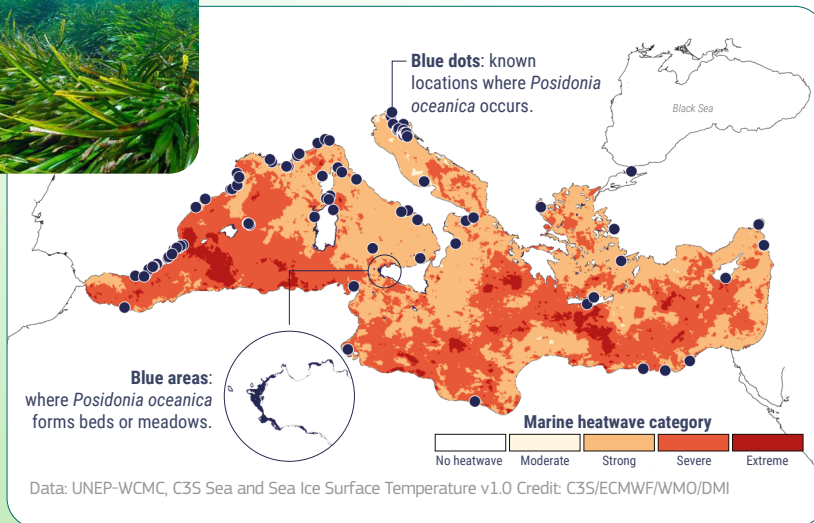 Blue dots: known
locations where Posidonia
oceanica occurs.
Black Sea
Blue areas:
where Posidonia oceanica
forms beds or meadows.
Marine heatwave category
No heatwave Moderate Strong Severe Extreme
Data: UNEP-WCMC, C3S Sea and Sea Ice Surface Temperature v1.0 Credit: C3S/ECMWF/WMO/DMI